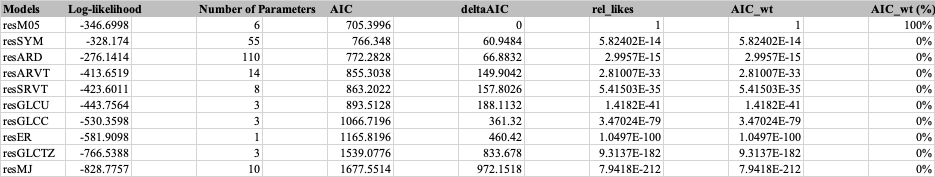 Models Log-likelihood Number of Parameters AIC deltaAIC rel_likes AIC_wt AIC_wt (%)
resM05 -346.6998 6 705.3996 0 1 1 100%
resSYM -328.174 55 766.348 60.9484 5.82402E-14 5.82402E-14 0%
resARD -276.1414 110 772.2828 66.8832 2.9957E-15 2.9957E-15 0%
resARVT -413.6519 14 855.3038 149.9042 2.81007E-33 2.81007E-33 0%
resSRVT -423.6011 8 863.2022 157.8026 5.41503E-35 5.41503E-35 0%
resGLCU -443.7564 3 893.5128 188.1132 1.4182E-41 1.4182E-41 0%
resGLCC -530.3598 3 1066.7196 361.32 3.47024E-79 3.47024E-79 0%
resER -581.9098 1 1165.8196 460.42 1.0497E-100 1.0497E-100 0%
resGLCTZ -766.5388 3 1539.0776 833.678 9.3137E-182 9.3137E-182 0%
resMJ -828.7757 10 1677.5514 972.1518 7.9418E-212 7.9418E-212 0%